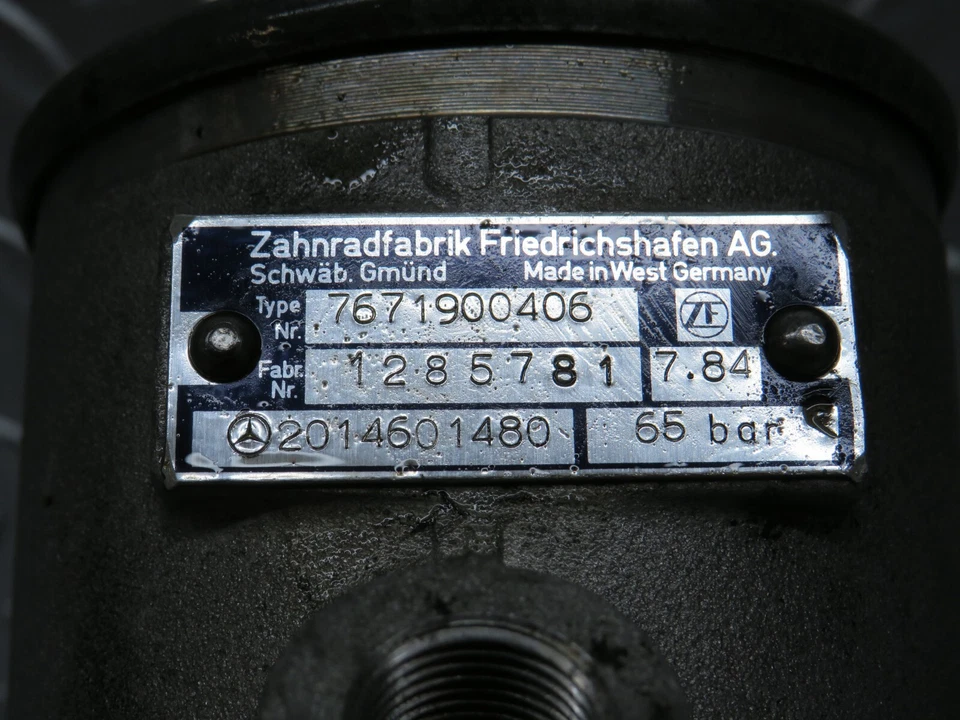 Zahnradfabrik Friedrichshafen AG.
Schwäb. Gmünd Made in West Germany
Type Nr. 7671900406 ZF
Fabr. Nr. 1285781 7.84
2014601480 65 bar